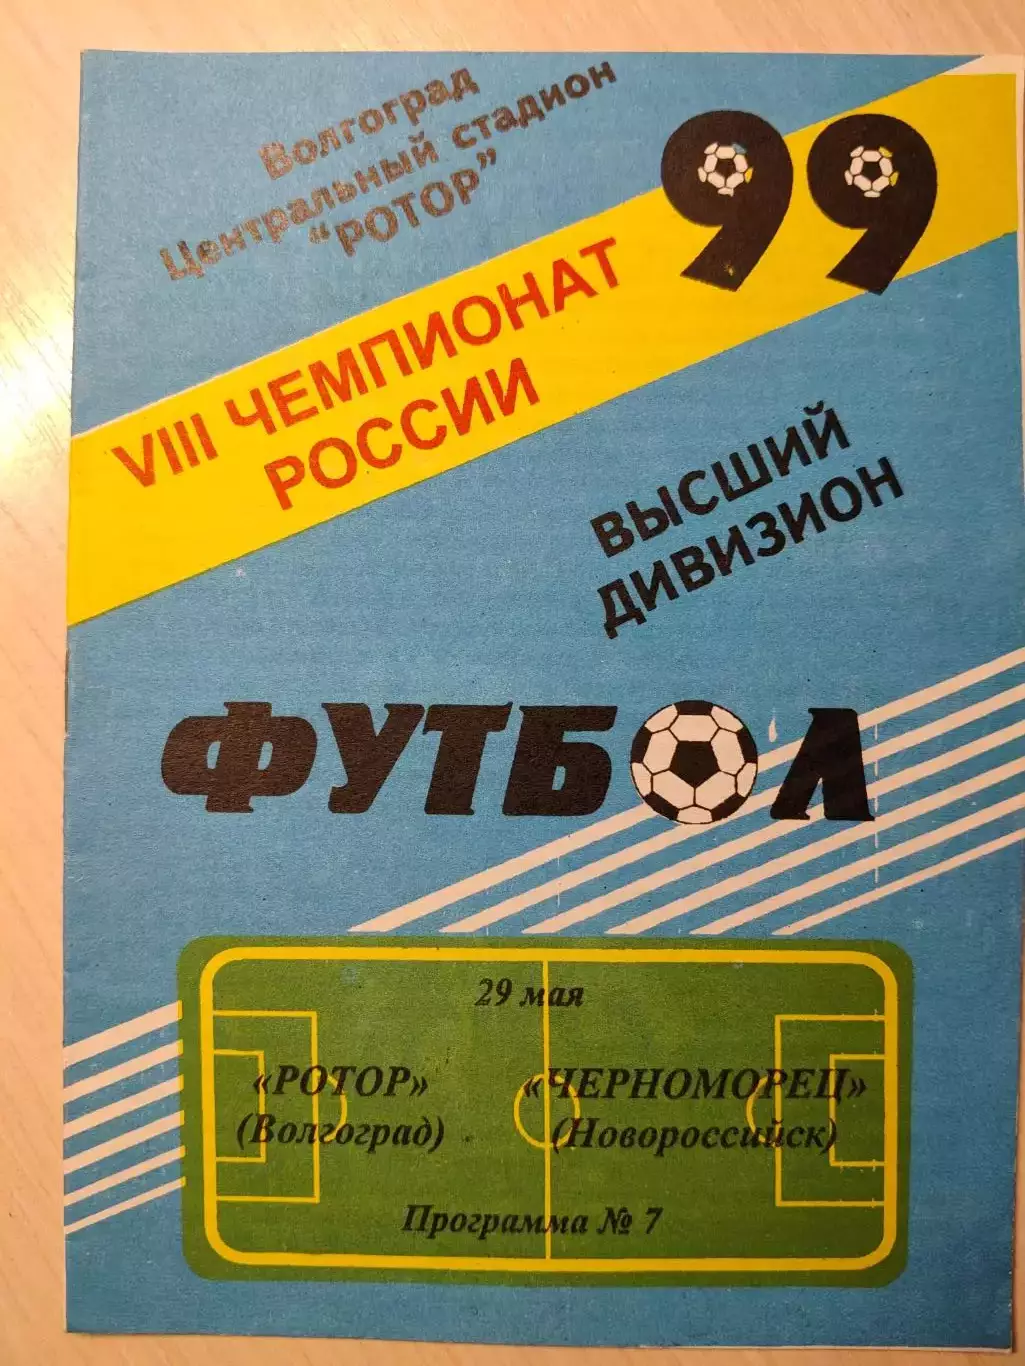 Волгоград
Центральный стадион
"РОТОР"
99
VIII ЧЕМПИОНАТ
РОССИИ
ВЫСШИЙ
ДИВИЗИОН
ФУТБОЛ
29 мая
«РОТОР» «ЧЕРНОМОРЕЦ»
(Волгоград) (Новороссийск)
Программа № 7